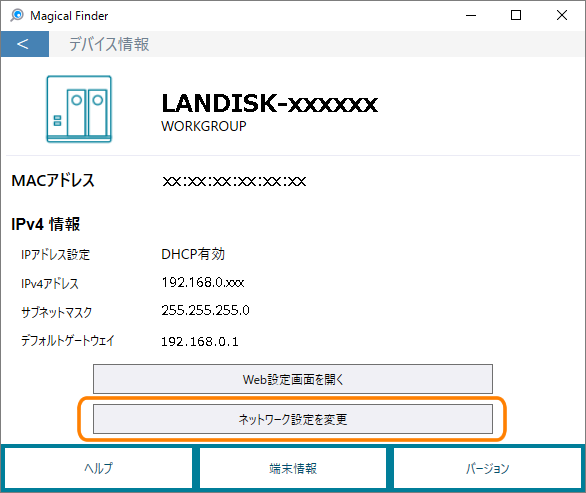 Magical Finder
<
デバイス情報
LANDISK-xxxxxx
WORKGROUP
MACアドレス xx:xx:xx:xx:xx:xx
IPv4 情報
IPアドレス設定 DHCP有効
IPv4アドレス 192.168.0.xxx
サブネットマスク 255.255.255.0
デフォルトゲートウェイ 192.168.0.1
Web設定画面を開く
ネットワーク設定を変更
ヘルプ 端末情報 バージョン